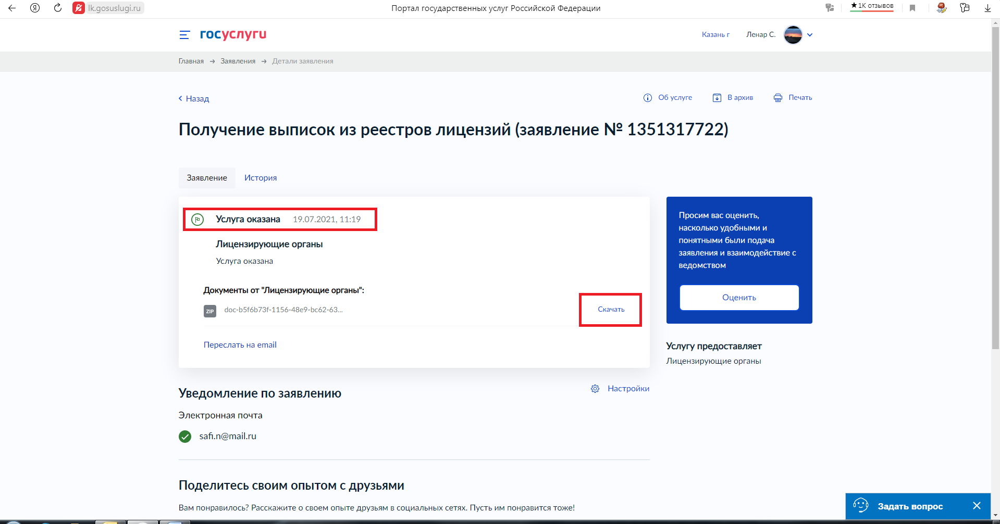 lk.gosuslugi.ru
Портал государственных услуг Российской Федерации
★1К отзывов
госуслуги
Казань г
Ленар С.
Главная → Заявления → Детали заявления
Назад
Об услуге
В архив
Печать
Получение выписок из реестров лицензий (заявление № 1351317722)
Заявление
История
Услуга оказана 19.07.2021, 11:19
Лицензирующие органы
Услуга оказана
Документы от "Лицензирующие органы":
ZIP
doc-b5f6b73f-1156-48e9-bc62-63...
Скачать
Переслать на email
Просим вас оценить,
насколько удобными и
понятными были подача
заявления и взаимодействие с
ведомством
Оценить
Услугу предоставляет
Лицензирующие органы
Уведомление по заявлению
Настройки
Электронная почта
safi.n@mail.ru
Поделитесь своим опытом с друзьями
Вам понравилось? Расскажите о своем опыте друзьям в социальных сетях. Пусть им понравится тоже!
Задать вопрос